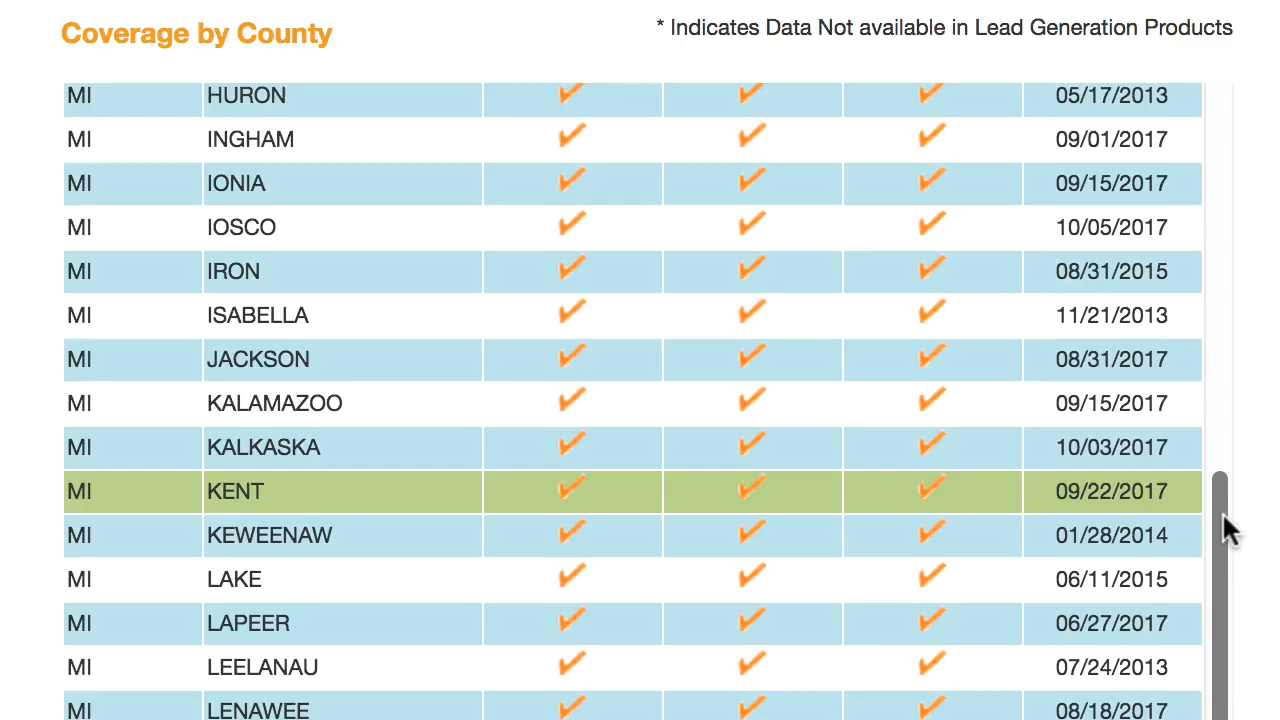 Coverage by County
* Indicates Data Not available in Lead Generation Products
MI HURON ✔ ✔ ✔ 05/17/2013
MI INGHAM ✔ ✔ ✔ 09/01/2017
MI IONIA ✔ ✔ ✔ 09/15/2017
MI IOSCO ✔ ✔ ✔ 10/05/2017
MI IRON ✔ ✔ ✔ 08/31/2015
MI ISABELLA ✔ ✔ ✔ 11/21/2013
MI JACKSON ✔ ✔ ✔ 08/31/2017
MI KALAMAZOO ✔ ✔ ✔ 09/15/2017
MI KALKASKA ✔ ✔ ✔ 10/03/2017
MI KENT ✔ ✔ ✔ 09/22/2017
MI KEWEENAW ✔ ✔ ✔ 01/28/2014
MI LAKE ✔ ✔ ✔ 06/11/2015
MI LAPEER ✔ ✔ ✔ 06/27/2017
MI LEELANAU ✔ ✔ ✔ 07/24/2013
MI LENAWEE ✔ ✔ ✔ 08/18/2017